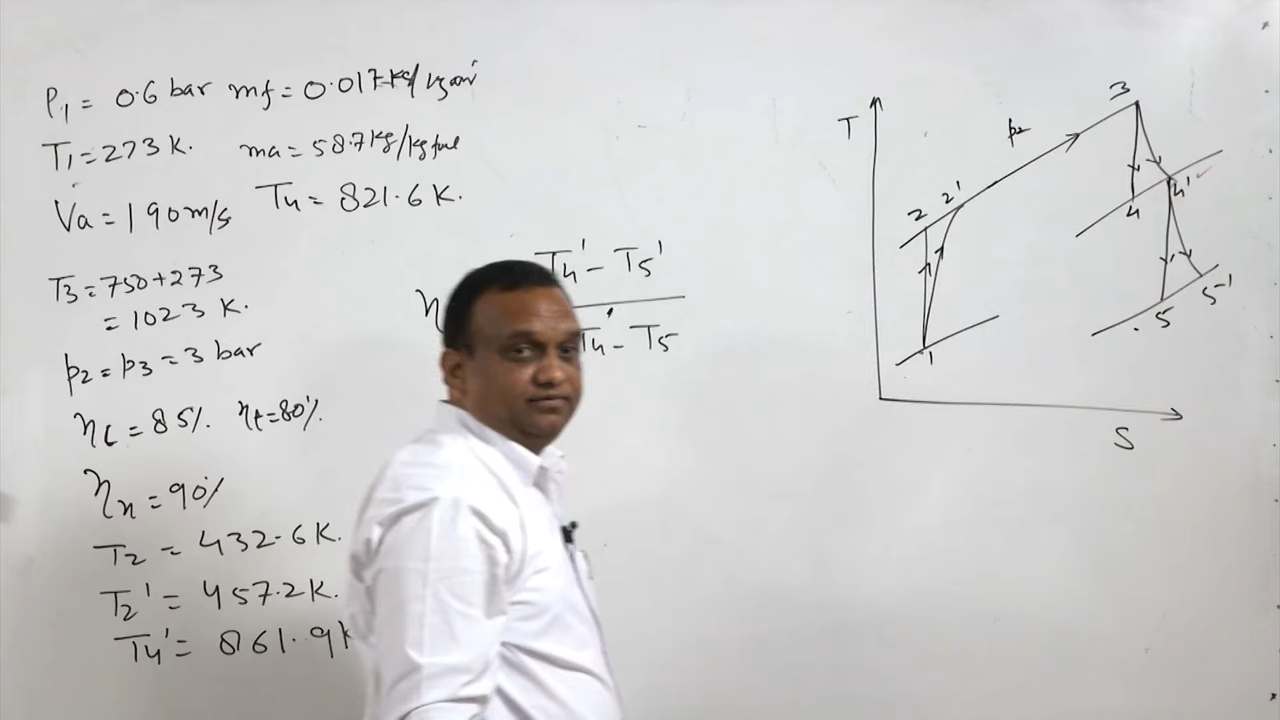 P1 = 0.6 bar mf = 0.017 kg/kg air
T1 = 273 K. ma = 58.7 kg/kg fuel
Va = 190 m/s T4 = 821.6 K.
T3 = 750 + 273
= 1023 K.
p2 = p3 = 3 bar
ηc = 85%. ηt = 80%.
ηn = 90%
T2 = 432.6 K.
T2' = 457.2 K.
T4' = 861.9 K
η
T4' - T5'
T4' - T5
T
p2
3
2 2'
4 4'
1
5 5'
S